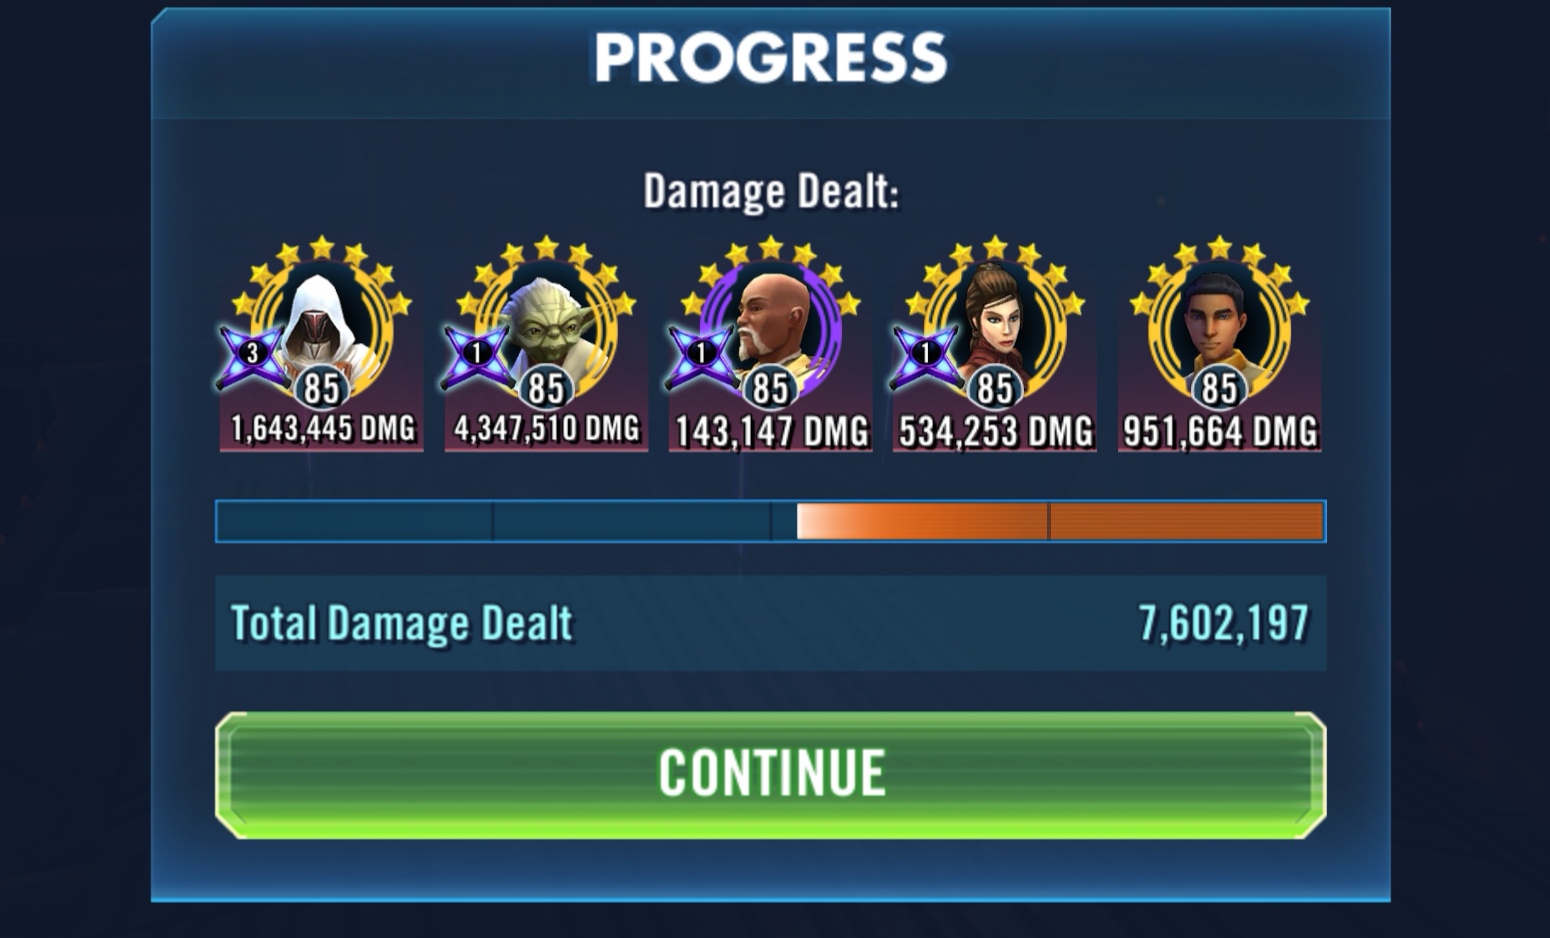 PROGRESS
Damage Dealt:
3 1 1 1
85 85 85 85 85
1,643,445 DMG 4,347,510 DMG 143,147 DMG 534,253 DMG 951,664 DMG
Total Damage Dealt 7,602,197
CONTINUE